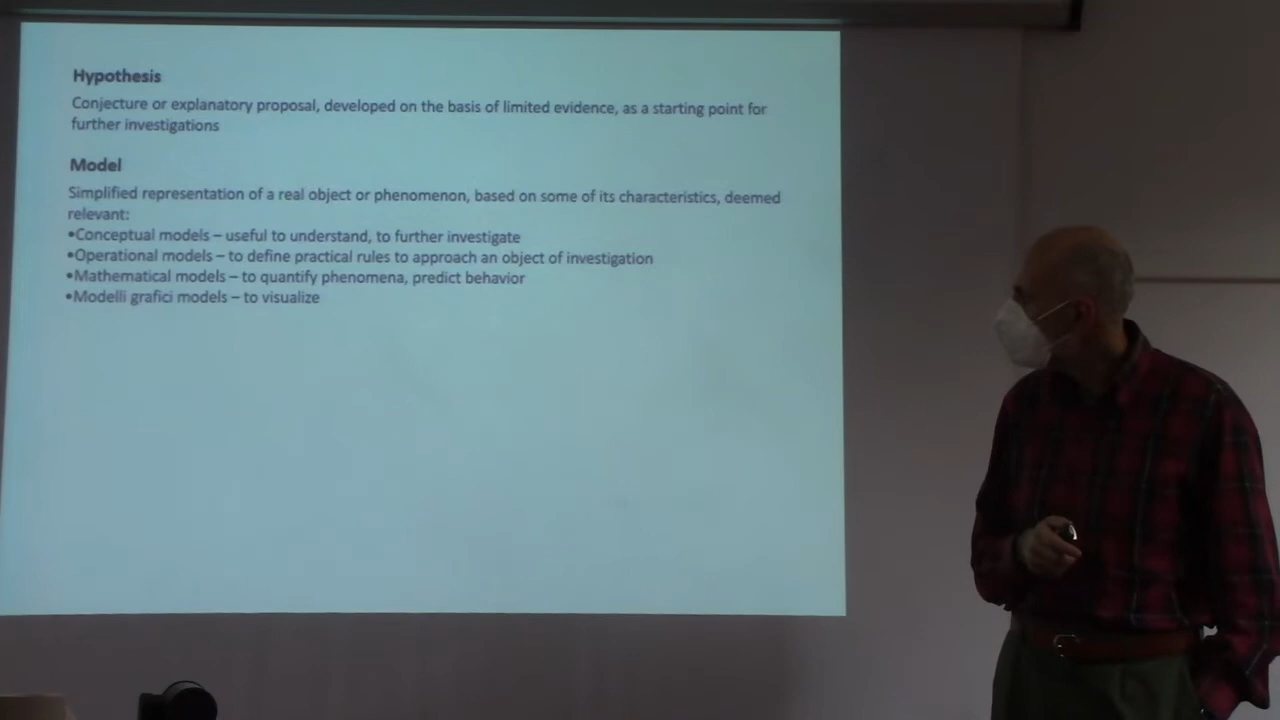 Hypothesis
Conjecture or explanatory proposal, developed on the basis of limited evidence, as a starting point for
further investigations
Model
Simplified representation of a real object or phenomenon, based on some of its characteristics, deemed
relevant:
•Conceptual models – useful to understand, to further investigate
•Operational models – to define practical rules to approach an object of investigation
•Mathematical models – to quantify phenomena, predict behavior
•Modelli grafici models – to visualize